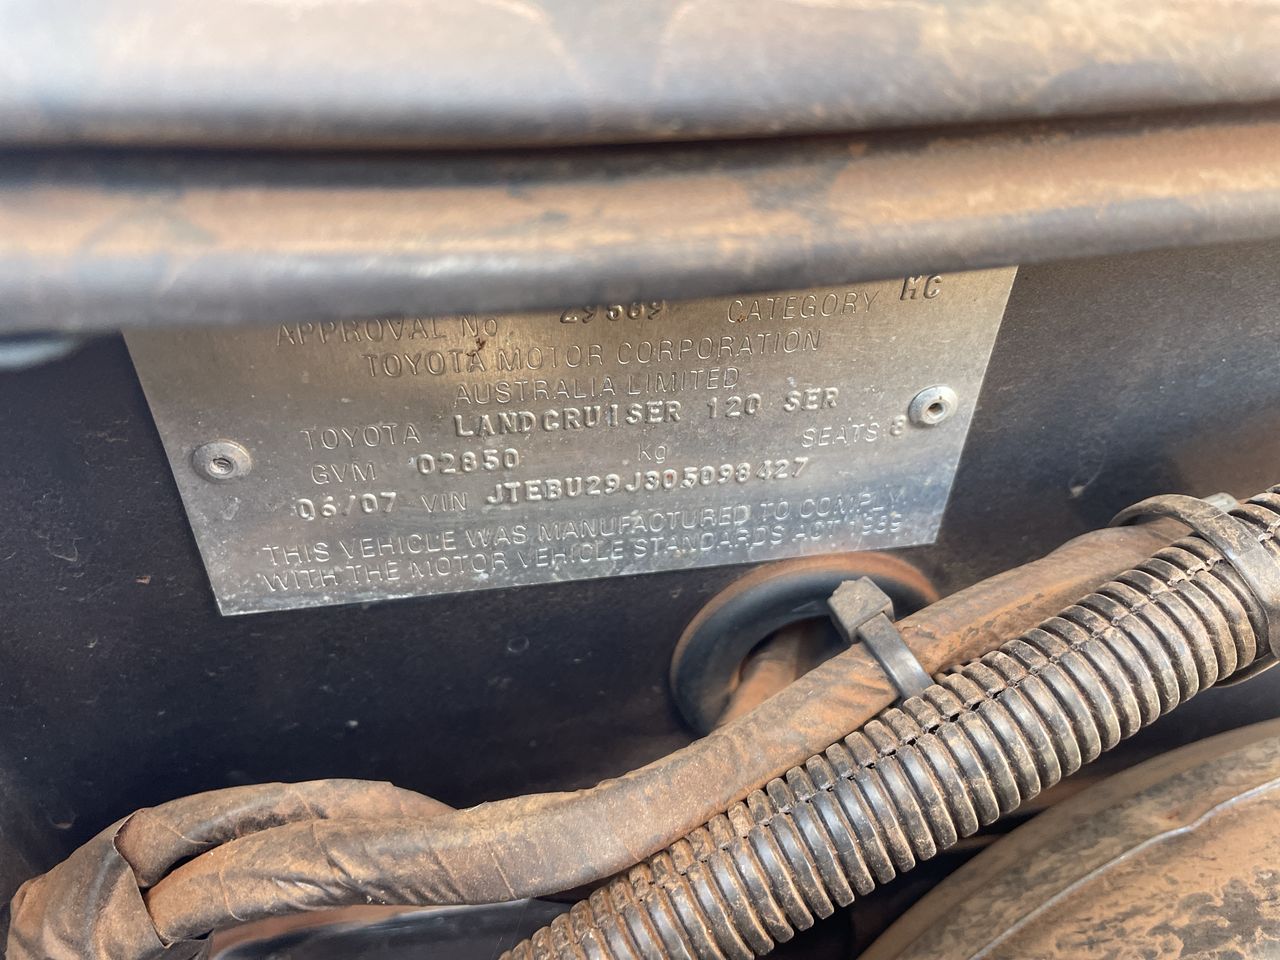 APPROVAL No 29569 CATEGORY MC
TOYOTA MOTOR CORPORATION
AUSTRALIA LIMITED
TOYOTA LANDCRUISER 120 SER
GVM 02850 kg SEATS 8
06/07 VIN JTEBU29J805098427
THIS VEHICLE WAS MANUFACTURED TO COMPLY
WITH THE MOTOR VEHICLE STANDARDS ACT 1989